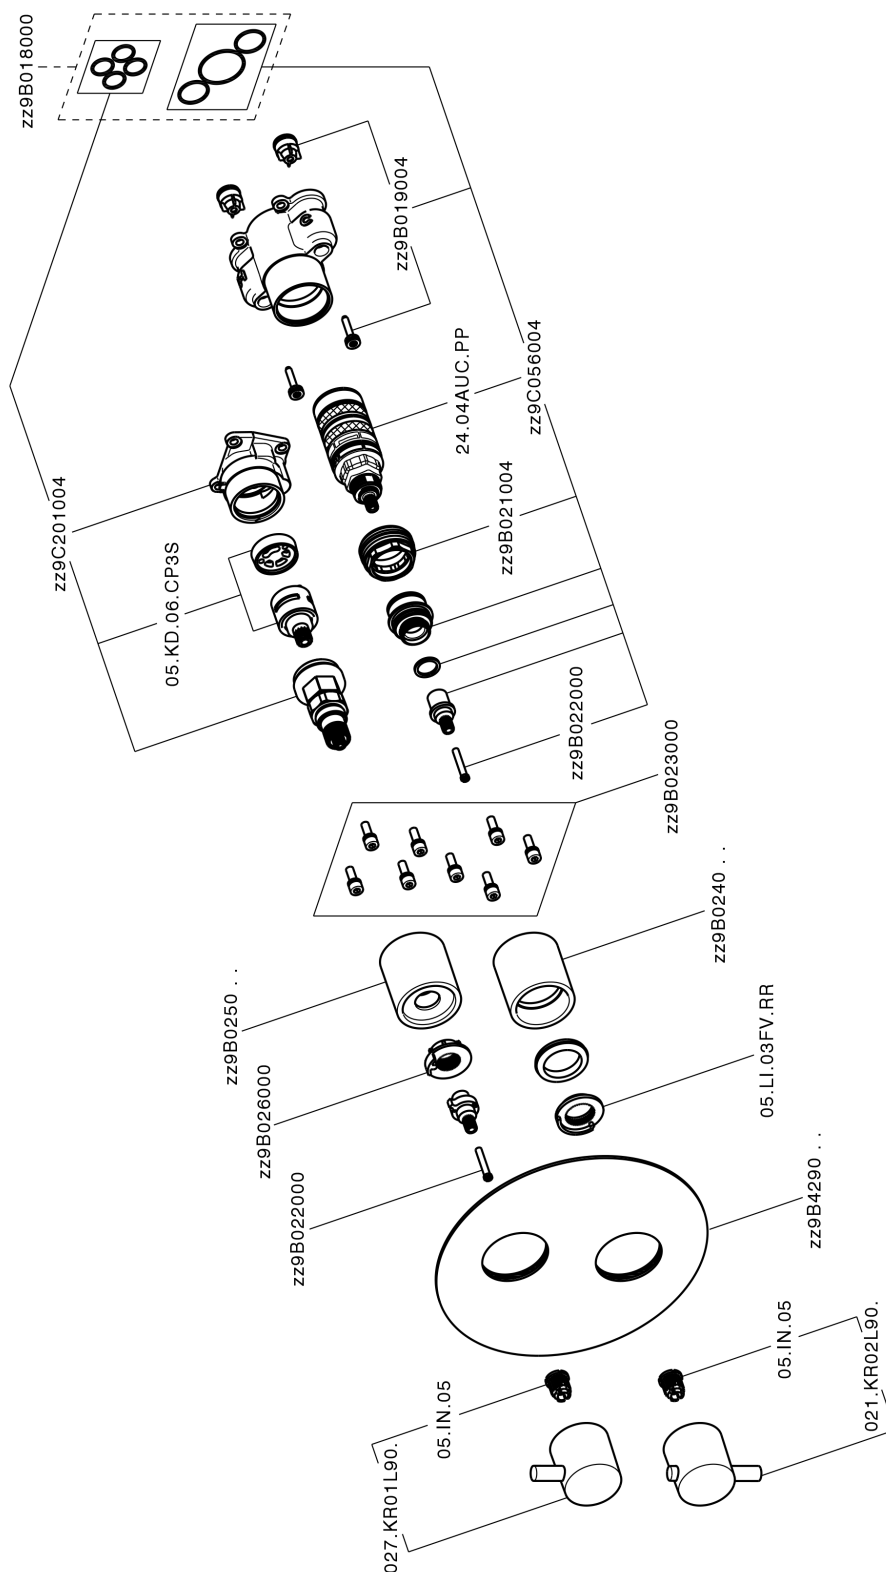 zz9B018000
zz9B019004
24.04AUC.PP
zz9C056004
zz9B021004
zz9C201004
05.KD.06.CP3S
zz9B022000
zz9B023000
zz9B0240 . .
zz9B0250 . .
05.LI.03FV.RR
zz9B026000
zz9B022000
zz9B4290 . .
05.IN.05
05.IN.05
021.KR02L90.
027.KR01L90.